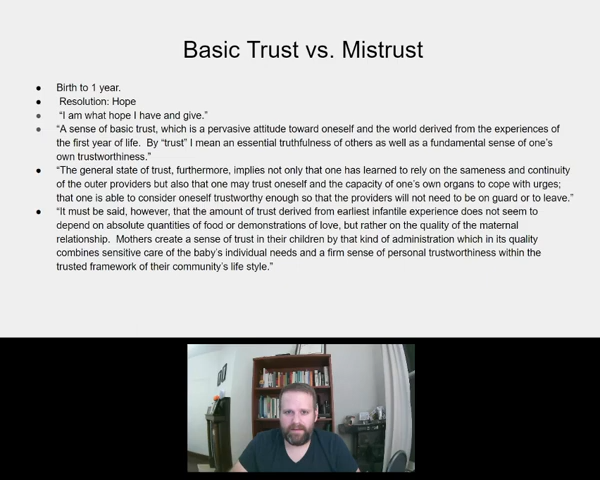 Basic Trust vs. Mistrust
● Birth to 1 year.
● Resolution: Hope
● “I am what hope I have and give.”
● “A sense of basic trust, which is a pervasive attitude toward oneself and the world derived from the experiences of
the first year of life. By “trust” I mean an essential truthfulness of others as well as a fundamental sense of one’s
own trustworthiness.”
● “The general state of trust, furthermore, implies not only that one has learned to rely on the sameness and continuity
of the outer providers but also that one may trust oneself and the capacity of one’s own organs to cope with urges;
that one is able to consider oneself trustworthy enough so that the providers will not need to be on guard or to leave.”
● “It must be said, however, that the amount of trust derived from earliest infantile experience does not seem to
depend on absolute quantities of food or demonstrations of love, but rather on the quality of the maternal
relationship. Mothers create a sense of trust in their children by that kind of administration which in its quality
combines sensitive care of the baby’s individual needs and a firm sense of personal trustworthiness within the
trusted framework of their community’s life style.”